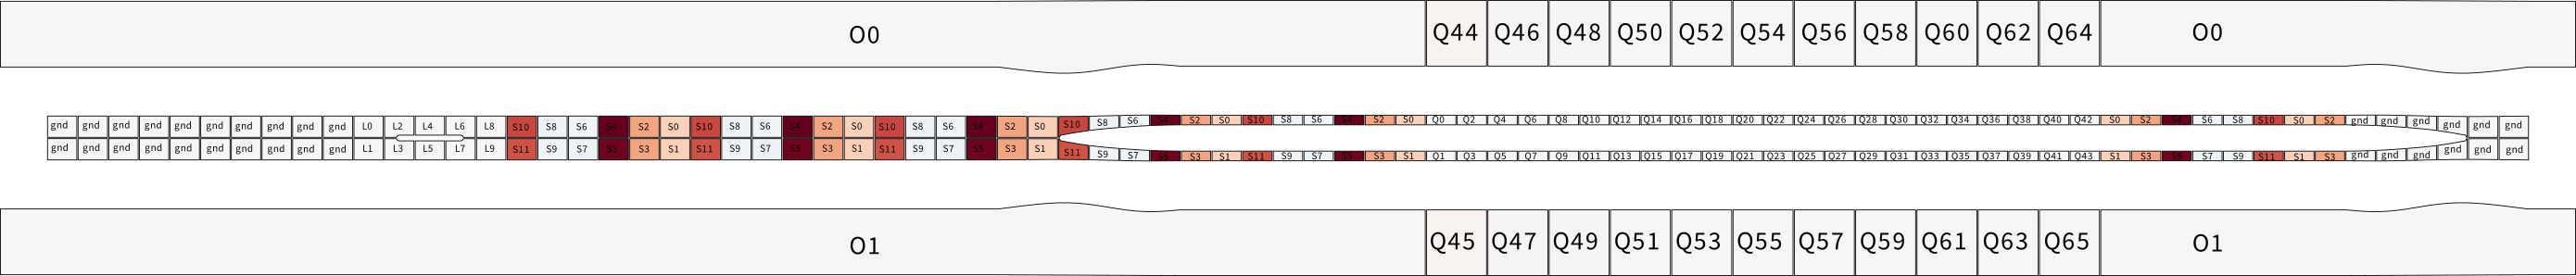 O0 Q44 Q46 Q48 Q50 Q52 Q54 Q56 Q58 Q60 Q62 Q64 O0
gnd gnd gnd gnd gnd gnd gnd gnd gnd gnd L0 L2 L4 L6 L8 S10 S8 S6 S4 S2 S0 S10 S8 S6 S4 S2 S0 S10 S8 S6 S4 S2 S0 S10 S8 S6 S4 S2 S0 S10 S8 S6 S4 S2 S0 Q0 Q2 Q4 Q6 Q8 Q10 Q12 Q14 Q16 Q18 Q20 Q22 Q24 Q26 Q28 Q30 Q32 Q34 Q36 Q38 Q40 Q42 S0 S2 S4 S6 S8 S10 S0 S2 gnd gnd gnd gnd gnd gnd
gnd gnd gnd gnd gnd gnd gnd gnd gnd gnd L1 L3 L5 L7 L9 S11 S9 S7 S5 S3 S1 S11 S9 S7 S5 S3 S1 S11 S9 S7 S5 S3 S1 S11 S9 S7 S5 S3 S1 S11 S9 S7 S5 S3 S1 Q1 Q3 Q5 Q7 Q9 Q11 Q13 Q15 Q17 Q19 Q21 Q23 Q25 Q27 Q29 Q31 Q33 Q35 Q37 Q39 Q41 Q43 S1 S3 S5 S7 S9 S11 S1 S3 gnd gnd gnd gnd gnd gnd
O1 Q45 Q47 Q49 Q51 Q53 Q55 Q57 Q59 Q61 Q63 Q65 O1